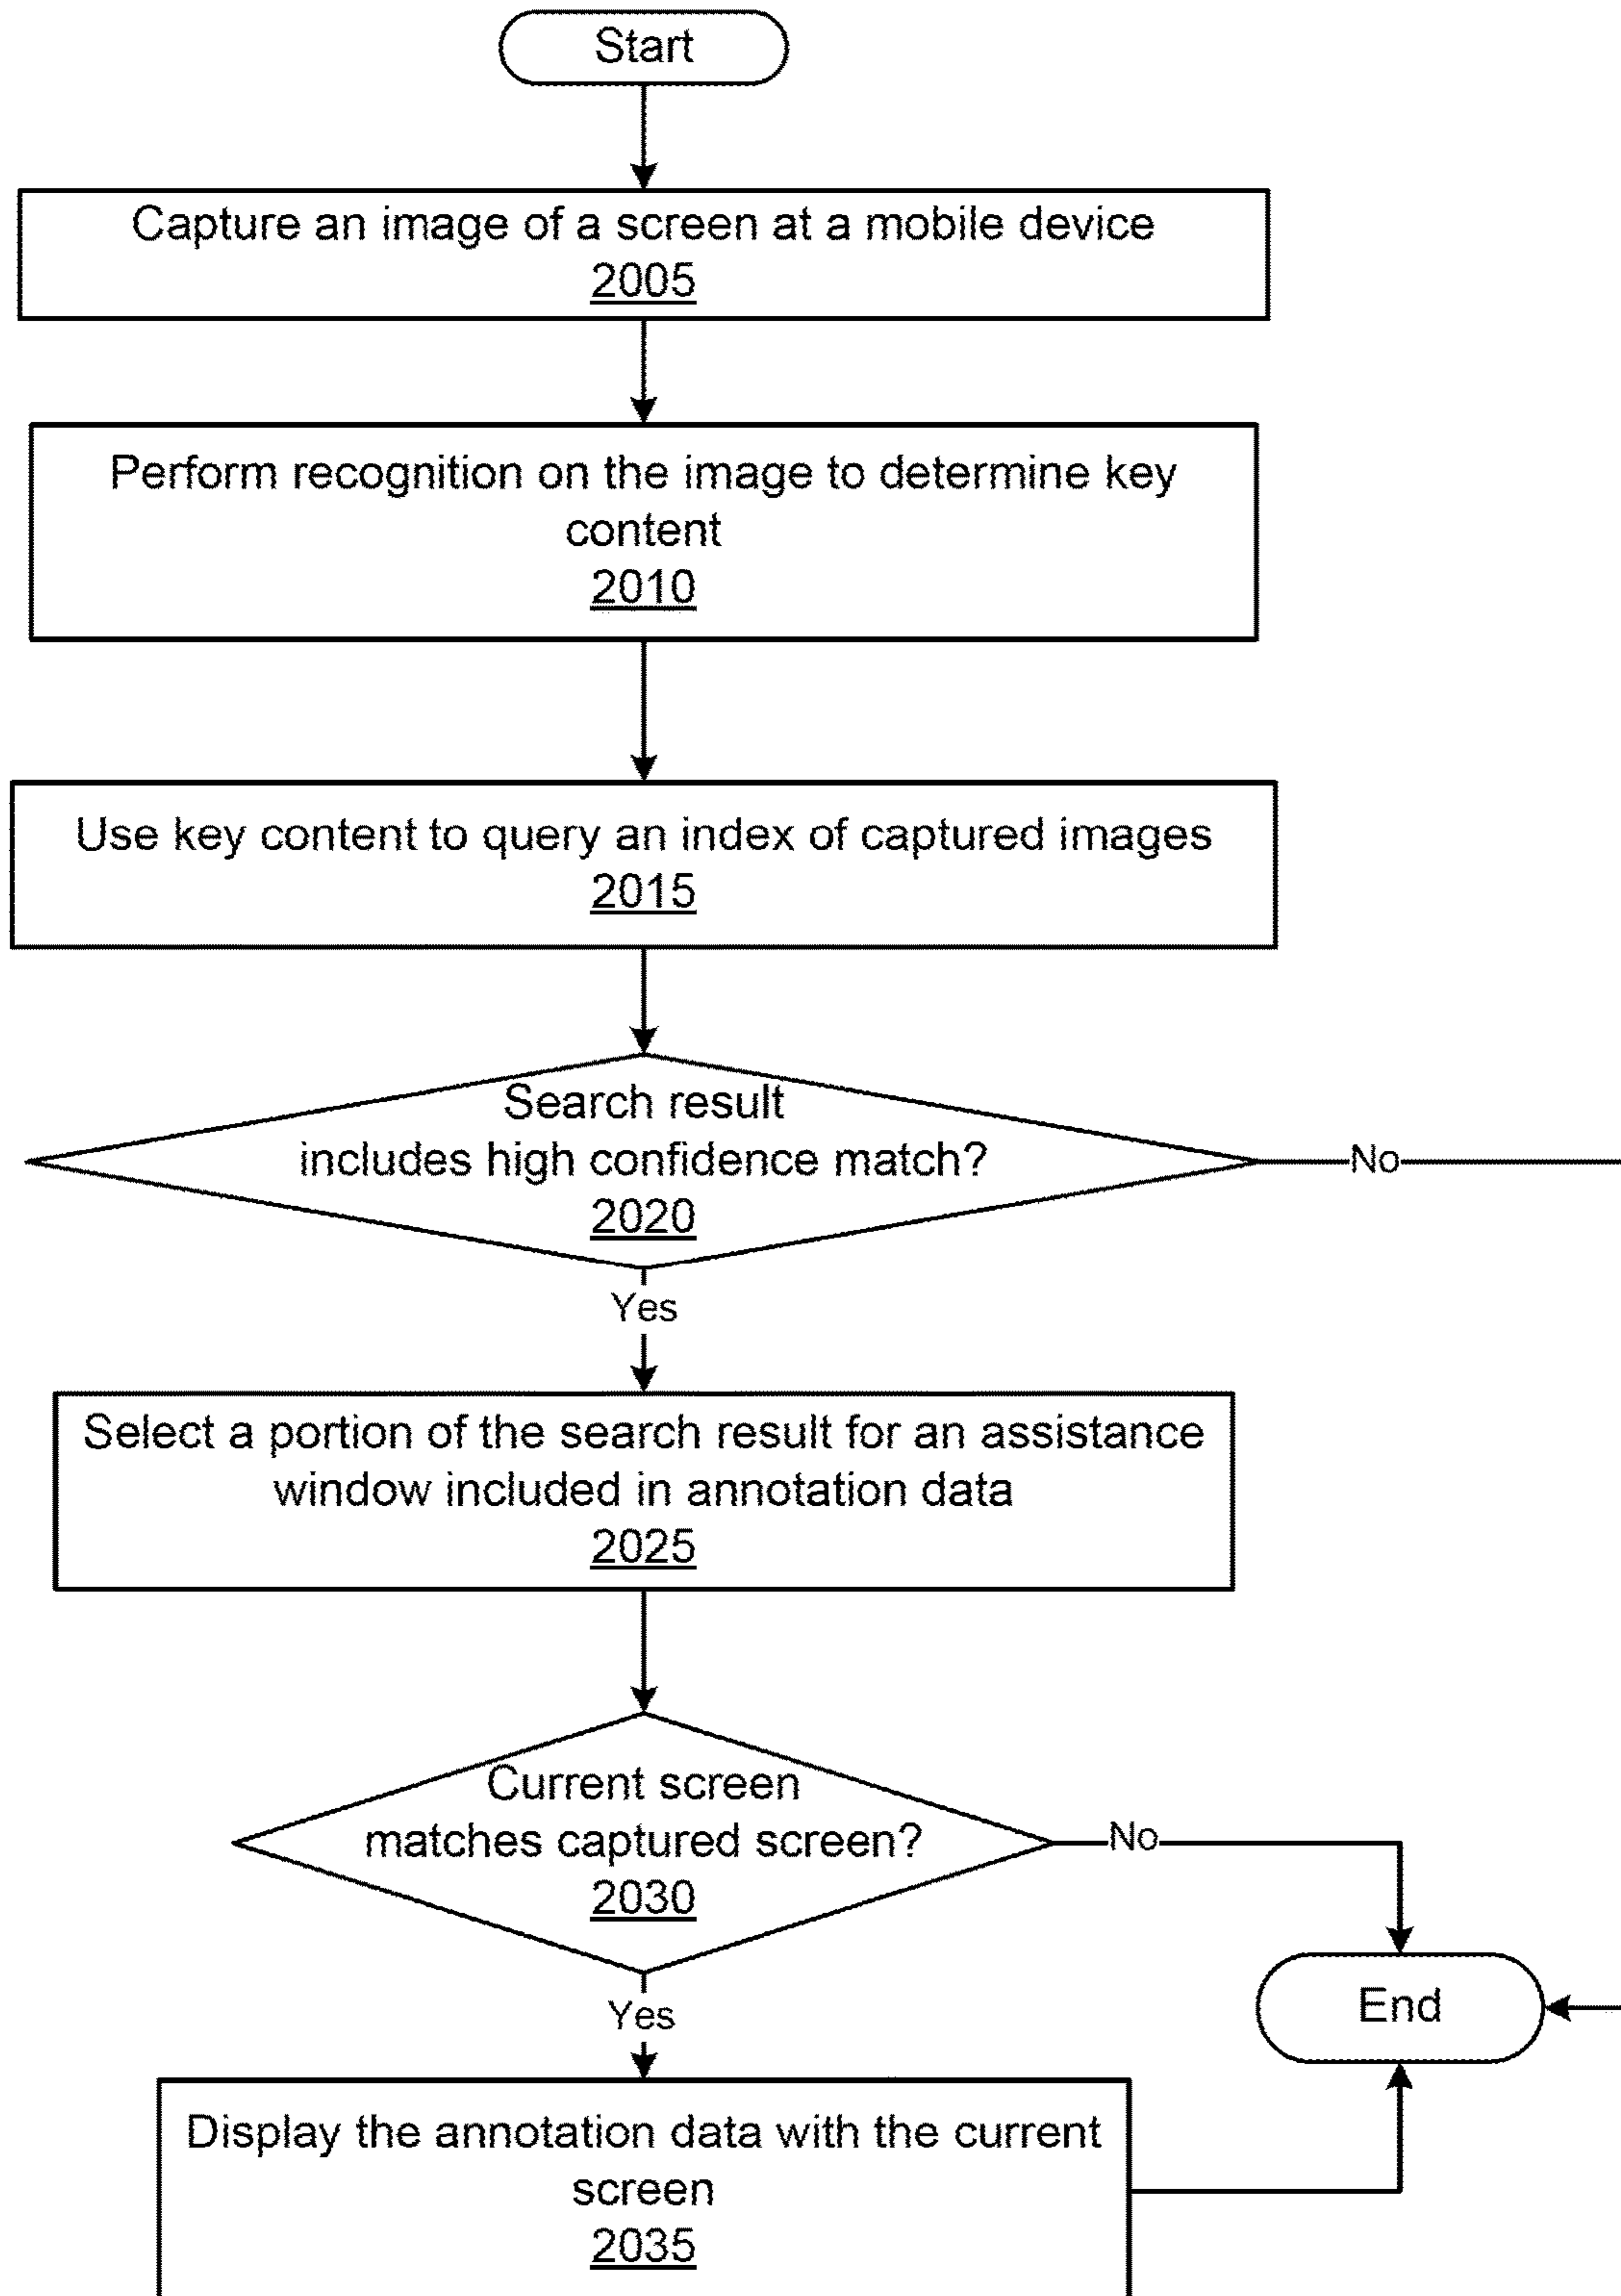 Start
Capture an image of a screen at a mobile device
2005
Perform recognition on the image to determine key
content
2010
Use key content to query an index of captured images
2015
Search result
includes high confidence match?
2020
No
Yes
Select a portion of the search result for an assistance
window included in annotation data
2025
Current screen
matches captured screen?
2030
No
Yes
End
Display the annotation data with the current
screen
2035